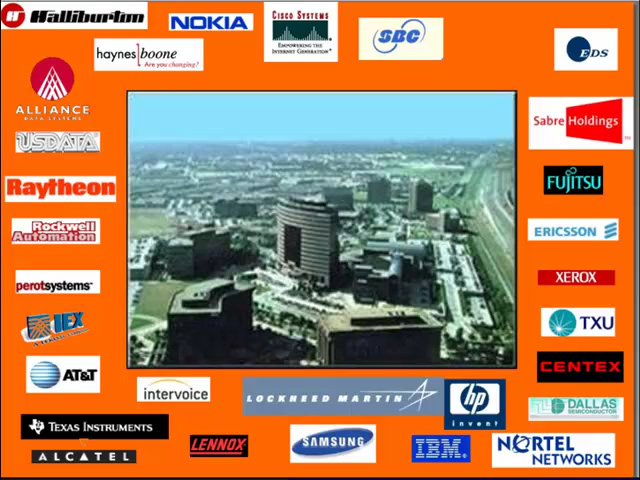 Halliburton
NOKIA
CISCO SYSTEMS
EMPOWERING THE
INTERNET GENERATION
SBC
EDS
haynes boone
Are you changing?
ALLIANCE
DATA SYSTEMS
Sabre Holdings
USDATA
FUJITSU
Raytheon
Rockwell
Automation
ERICSSON
perotsystems
XEROX
IEX
TXU
AT&T
CENTEX
intervoice
LOCKHEED MARTIN
hp
invent
DALLAS
SEMICONDUCTOR
TEXAS INSTRUMENTS
ALCATEL
LENNOX
SAMSUNG
IBM
NORTEL
NETWORKS